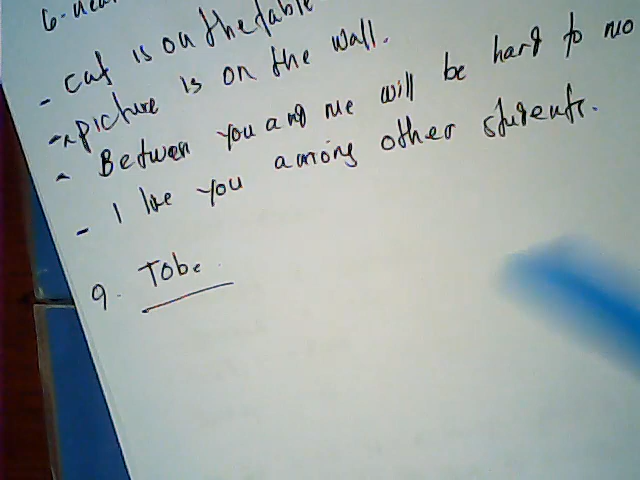 - cat is on the table
- A picture is on the wall.
- Betwen you and me will be hard to no
- I like you among other students.
9. Tobe